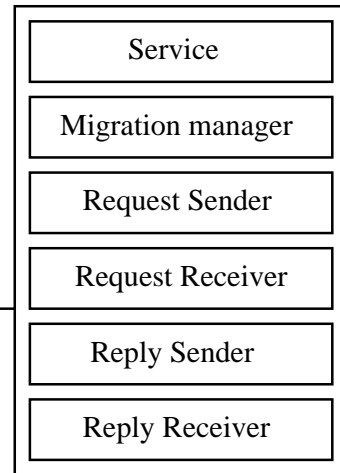 Service
Migration manager
Request Sender
Request Receiver
Reply Sender
Reply Receiver